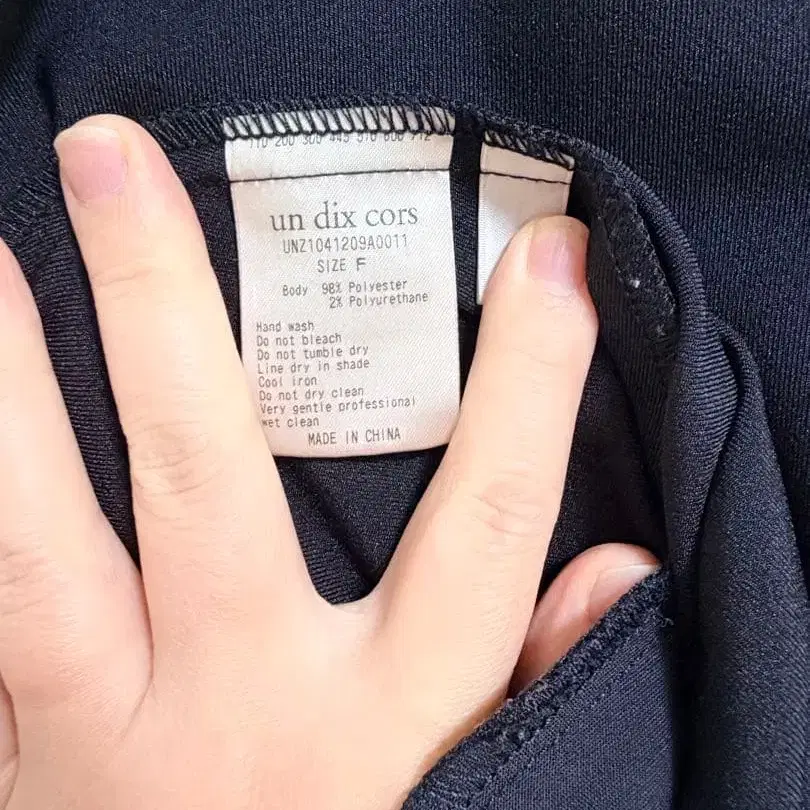 un dix cors
UNZ1041209A0011
SIZE F
Body 98% Polyester
2% Polyurethane
Hand wash
Do not bleach
Do not tumble dry
Line dry in shade
Cool iron
Do not dry clean
Very gentle professional
wet clean
MADE IN CHINA